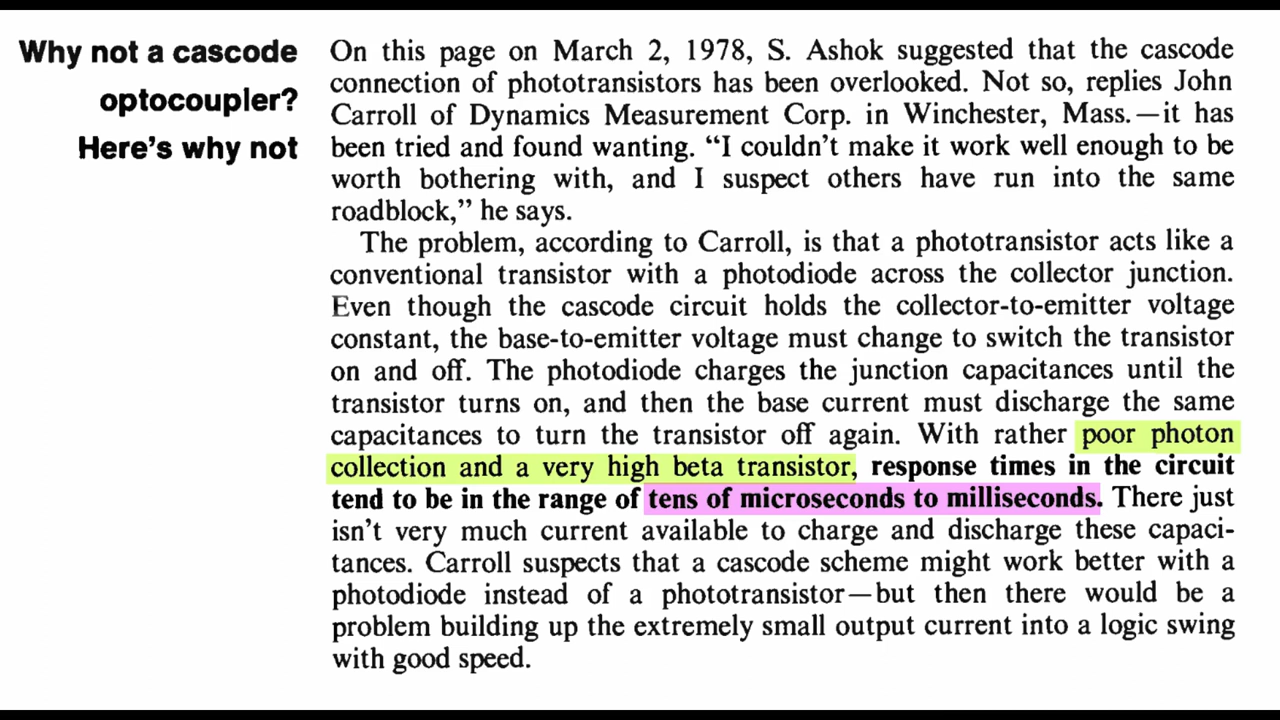 Why not a cascode
optocoupler?
Here's why not
On this page on March 2, 1978, S. Ashok suggested that the cascode
connection of phototransistors has been overlooked. Not so, replies John
Carroll of Dynamics Measurement Corp. in Winchester, Mass.—it has
been tried and found wanting. “I couldn't make it work well enough to be
worth bothering with, and I suspect others have run into the same
roadblock,” he says.
The problem, according to Carroll, is that a phototransistor acts like a
conventional transistor with a photodiode across the collector junction.
Even though the cascode circuit holds the collector-to-emitter voltage
constant, the base-to-emitter voltage must change to switch the transistor
on and off. The photodiode charges the junction capacitances until the
transistor turns on, and then the base current must discharge the same
capacitances to turn the transistor off again. With rather poor photon
collection and a very high beta transistor, response times in the circuit
tend to be in the range of tens of microseconds to milliseconds. There just
isn't very much current available to charge and discharge these capaci-
tances. Carroll suspects that a cascode scheme might work better with a
photodiode instead of a phototransistor—but then there would be a
problem building up the extremely small output current into a logic swing
with good speed.